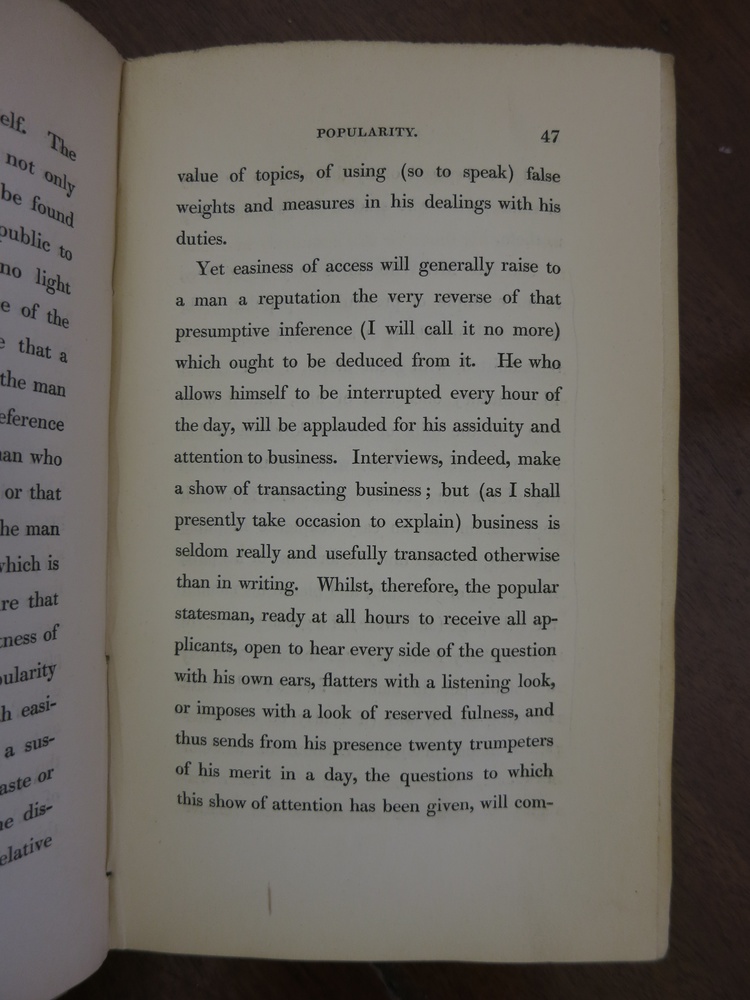 elf. The
not only
be found
public to
no light
e of the
e that a
the man
eference
an who
or that
he man
which is
re that
tness of
pularity
h easi-
a sus-
aste or
he dis-
elative
POPULARITY. 47
value of topics, of using (so to speak) false
weights and measures in his dealings with his
duties.
Yet easiness of access will generally raise to
a man a reputation the very reverse of that
presumptive inference (I will call it no more)
which ought to be deduced from it. He who
allows himself to be interrupted every hour of
the day, will be applauded for his assiduity and
attention to business. Interviews, indeed, make
a show of transacting business; but (as I shall
presently take occasion to explain) business is
seldom really and usefully transacted otherwise
than in writing. Whilst, therefore, the popular
statesman, ready at all hours to receive all ap-
plicants, open to hear every side of the question
with his own ears, flatters with a listening look,
or imposes with a look of reserved fulness, and
thus sends from his presence twenty trumpeters
of his merit in a day, the questions to which
this show of attention has been given, will com-